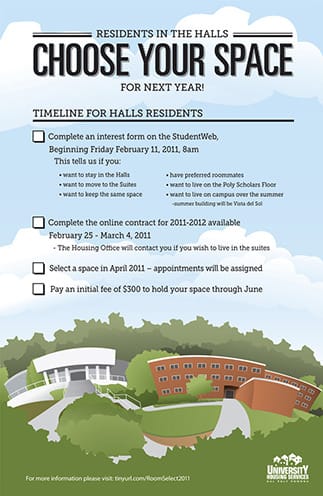 RESIDENTS IN THE HALLS
CHOOSE YOUR SPACE
FOR NEXT YEAR!
TIMELINE FOR HALLS RESIDENTS
Complete an interest form on the StudentWeb,
Beginning Friday February 11, 2011, 8am
This tells us if you:
• want to stay in the Halls
• want to move to the Suites
• want to keep the same space
• have preferred roommates
• want to live on the Poly Scholars Floor
• want to live on campus over the summer
-summer building will be Vista del Sol
Complete the online contract for 2011-2012 available
February 25 - March 4, 2011
- The Housing Office will contact you if you wish to live in the suites
Select a space in April 2011 – appointments will be assigned
Pay an initial fee of $300 to hold your space through June
UNIVERSITY
HOUSING SERVICES
CAL POLY POMONA
For more information please visit: tinyurl.com/RoomSelect2011